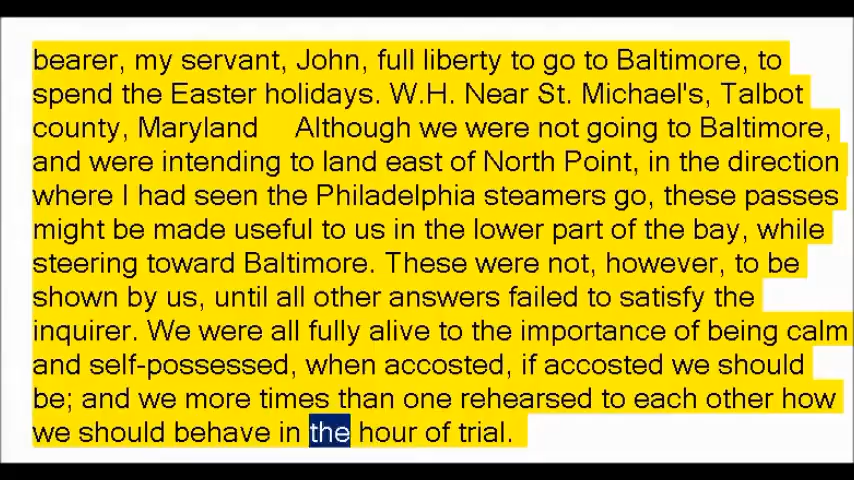 bearer, my servant, John, full liberty to go to Baltimore, to
spend the Easter holidays. W.H. Near St. Michael's, Talbot
county, Maryland     Although we were not going to Baltimore,
and were intending to land east of North Point, in the direction
where I had seen the Philadelphia steamers go, these passes
might be made useful to us in the lower part of the bay, while
steering toward Baltimore. These were not, however, to be
shown by us, until all other answers failed to satisfy the
inquirer. We were all fully alive to the importance of being calm
and self-possessed, when accosted, if accosted we should
be; and we more times than one rehearsed to each other how
we should behave in the hour of trial.